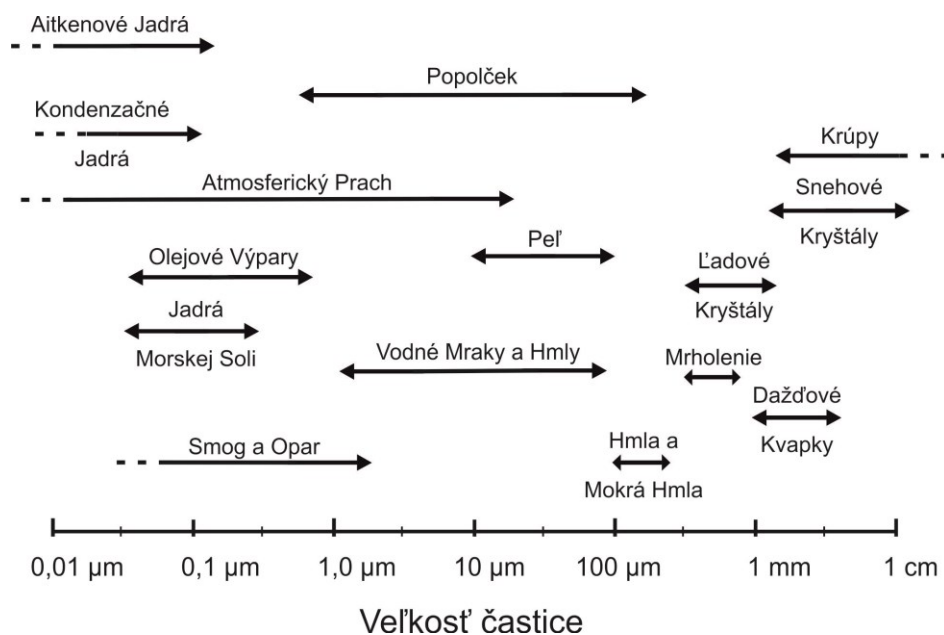 Aitkenové Jadrá
Popolček
Kondenzačné
Jadrá
Krúpy
Atmosferický Prach
Snehové
Kryštály
Peľ
Olejové Výpary
Ľadové
Kryštály
Jadrá
Morskej Soli
Vodné Mraky a Hmly
Mrholenie
Dažďové
Kvapky
Smog a Opar
Hmla a
Mokrá Hmla
0,01 μm 0,1 μm 1,0 μm 10 μm 100 μm 1 mm 1 cm
Veľkosť častice